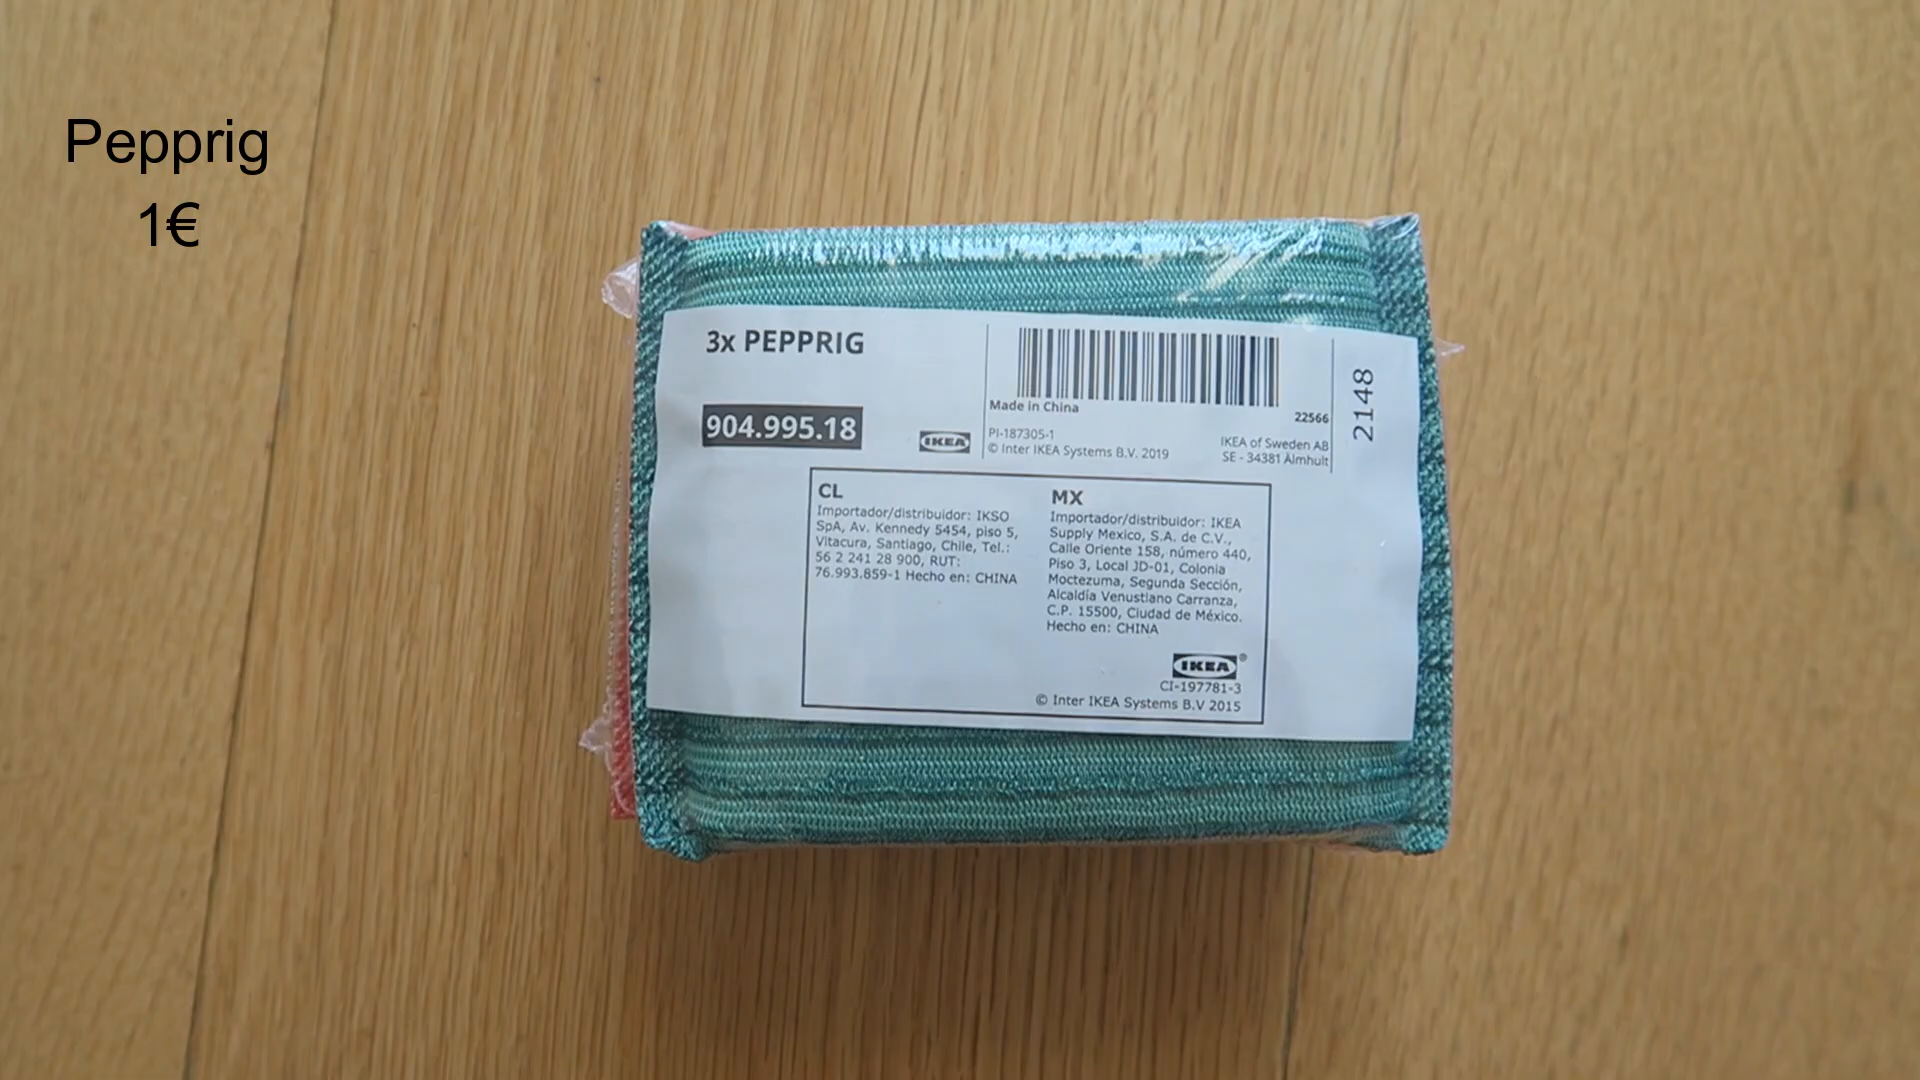 Pepprig
1€
3x PEPPRIG
904.995.18
IKEA
Made in China
22566
PI-187305-1
© Inter IKEA Systems B.V. 2019
IKEA of Sweden AB
SE - 34381 Älmhult
2148
CL
Importador/distribuidor: IKSO
SpA, Av. Kennedy 5454, piso 5,
Vitacura, Santiago, Chile, Tel.:
56 2 241 28 900, RUT:
76.993.859-1 Hecho en: CHINA
MX
Importador/distribuidor: IKEA
Supply Mexico, S.A. de C.V.,
Calle Oriente 158, número 440,
Piso 3, Local JD-01, Colonia
Moctezuma, Segunda Sección,
Alcaldía Venustiano Carranza,
C.P. 15500, Ciudad de México.
Hecho en: CHINA
IKEA®
CI-197781-3
© Inter IKEA Systems B.V 2015